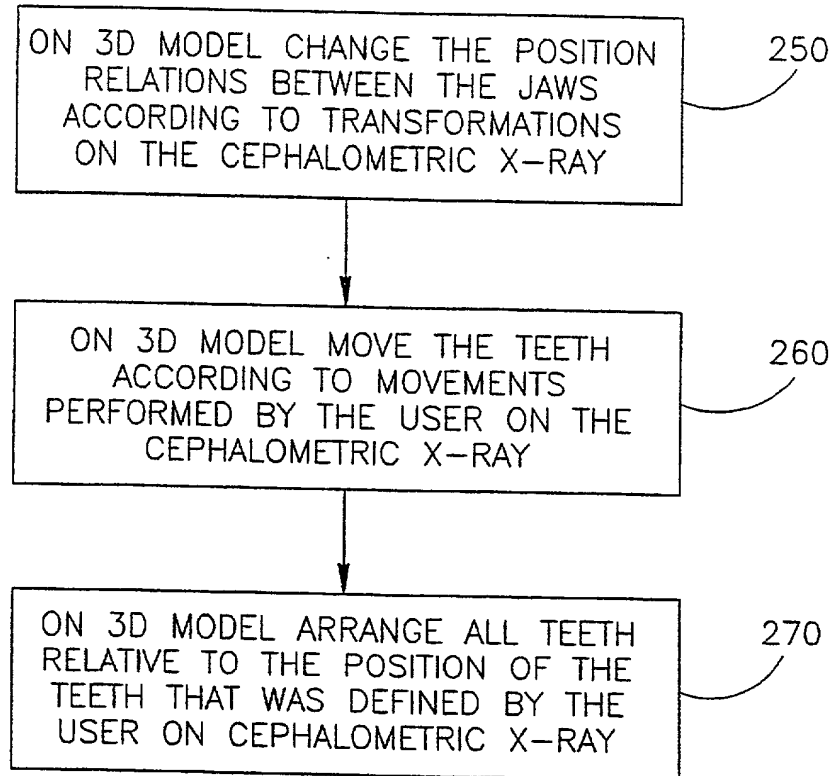 ON 3D MODEL CHANGE THE POSITION
RELATIONS BETWEEN THE JAWS
ACCORDING TO TRANSFORMATIONS
ON THE CEPHALOMETRIC X-RAY
250
ON 3D MODEL MOVE THE TEETH
ACCORDING TO MOVEMENTS
PERFORMED BY THE USER ON THE
CEPHALOMETRIC X-RAY
260
ON 3D MODEL ARRANGE ALL TEETH
RELATIVE TO THE POSITION OF THE
TEETH THAT WAS DEFINED BY THE
USER ON CEPHALOMETRIC X-RAY
270